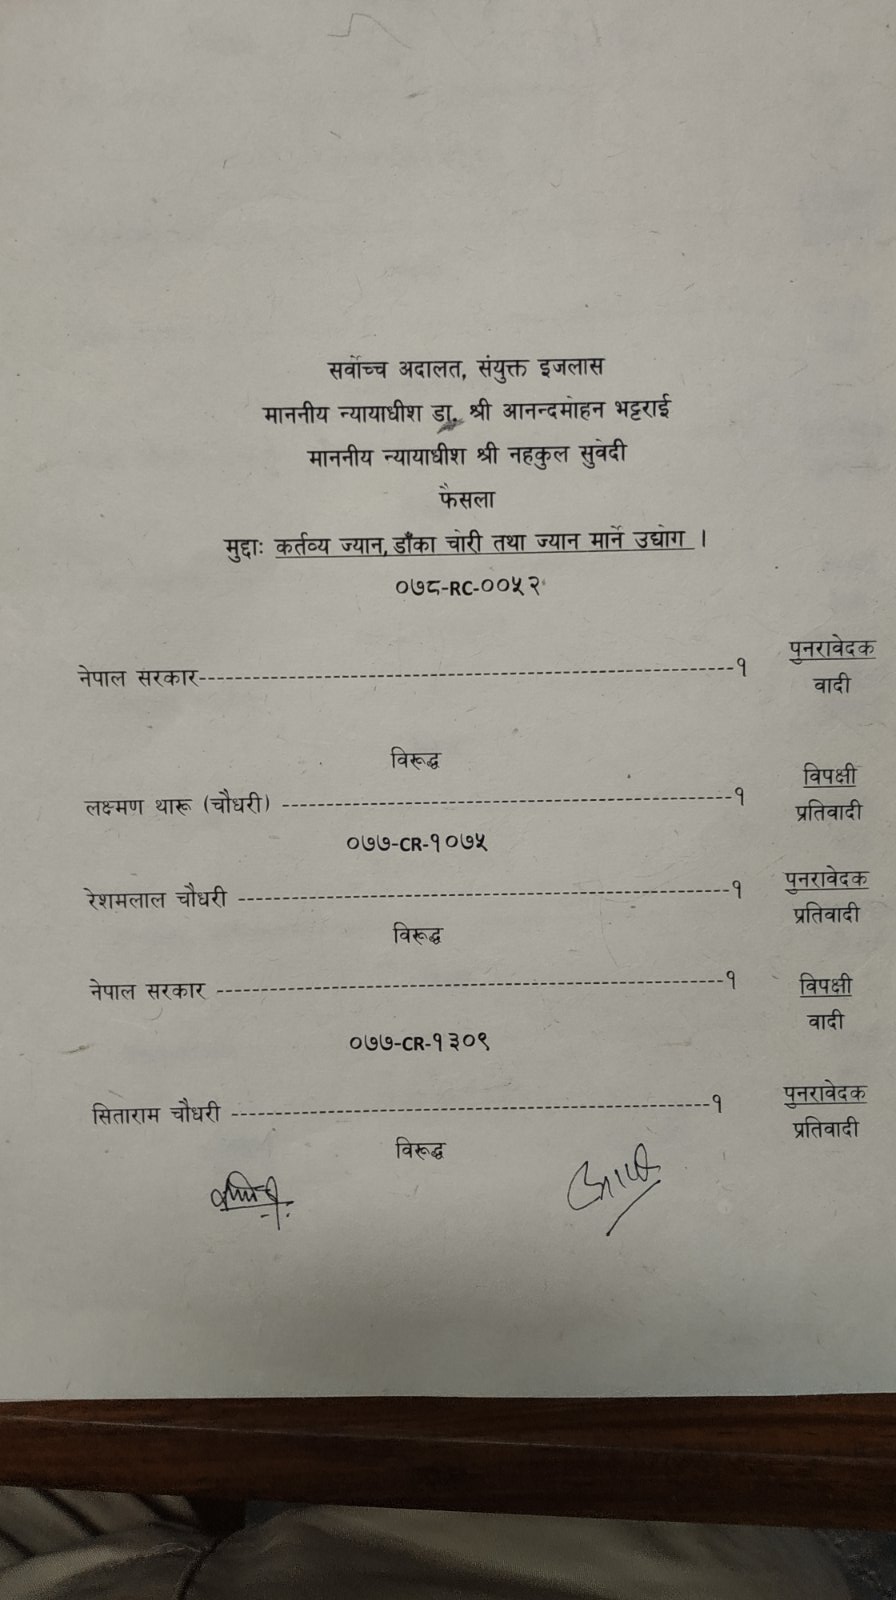 सर्वोच्च अदालत, संयुक्त इजलास
माननीय न्यायाधीश डा. श्री आनन्दमोहन भट्टराई
माननीय न्यायाधीश श्री नहकुल सुवेदी
फैसला
मुद्दाः कर्तव्य ज्यान, डाँका चोरी तथा ज्यान मार्ने उद्योग ।
०७८-RC-००५२
पुनरावेदक
नेपाल सरकार--------------------------------------------------------------१
वादी
विरूद्ध
विपक्षी
लक्ष्मण थारू (चौधरी) ----------------------------------------------------१
प्रतिवादी
०७७-CR-१०७५
पुनरावेदक
रेशमलाल चौधरी ---------------------------------------------------------१
प्रतिवादी
विरूद्ध
विपक्षी
नेपाल सरकार -----------------------------------------------------------१
वादी
०७७-CR-१३०९
पुनरावेदक
सिताराम चौधरी --------------------------------------------------------१
प्रतिवादी
विरूद्ध